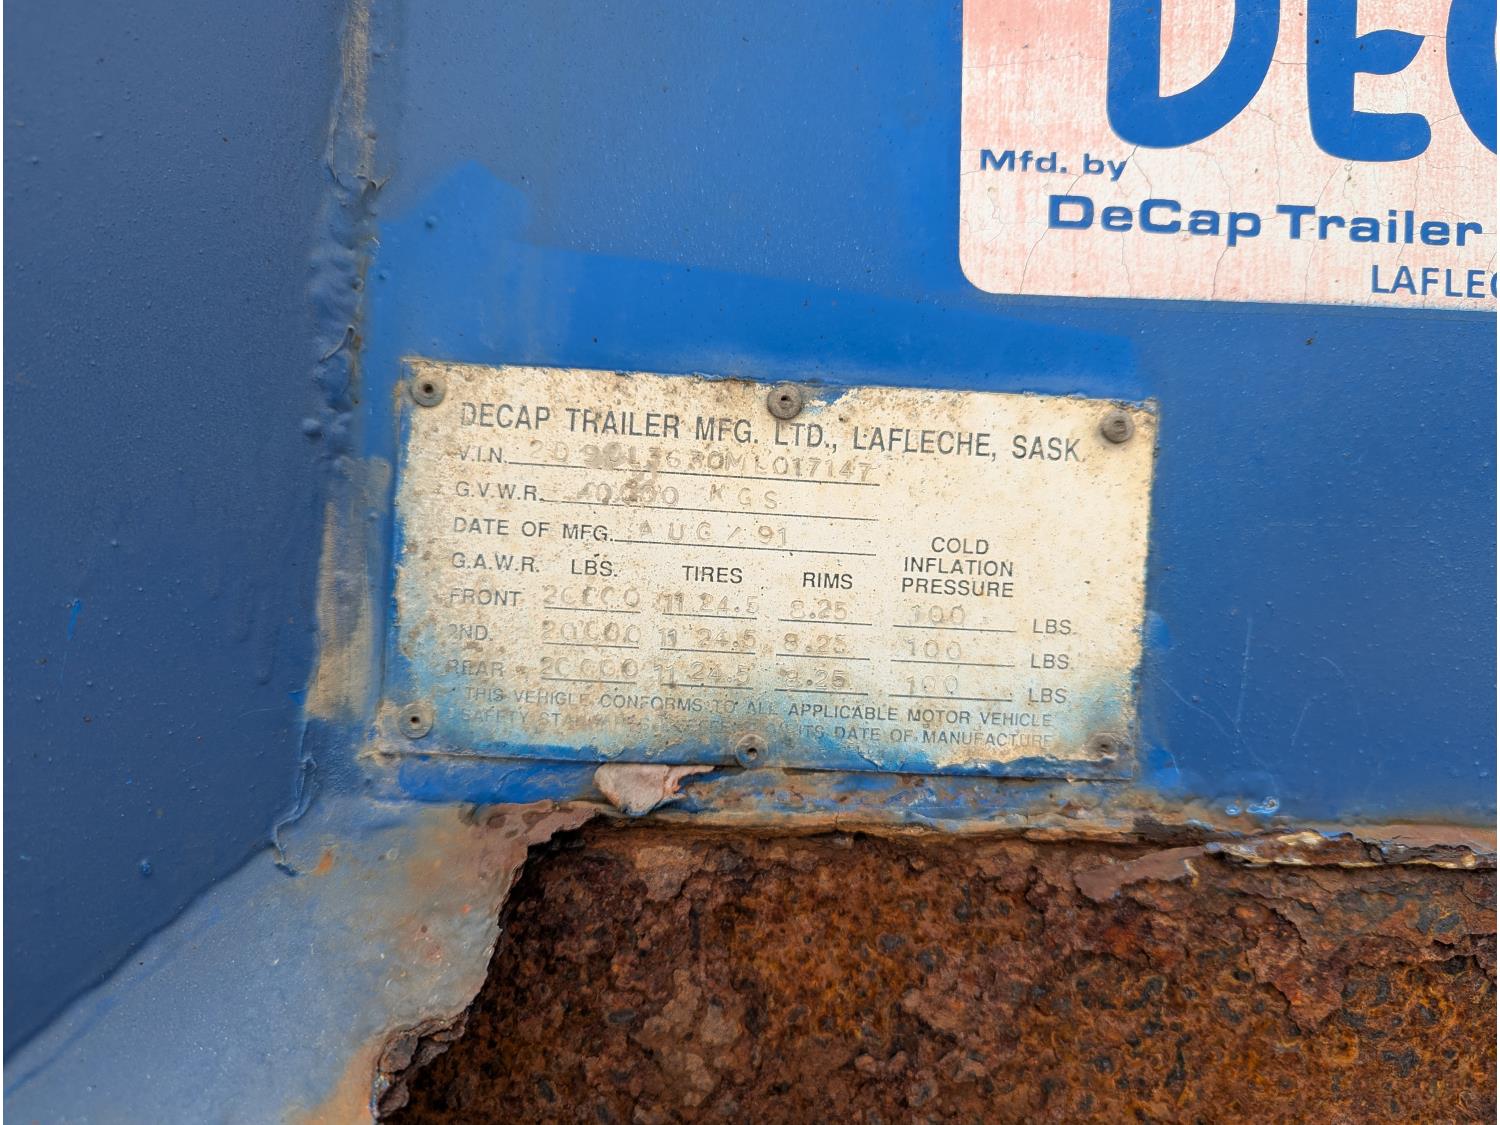 DEC
Mfd. by
DeCap Trailer
LAFLEC
DECAP TRAILER MFG. LTD., LAFLECHE, SASK.
V.I.N.
G.V.W.R. KGS
DATE OF MFG. AUG/91
COLD
INFLATION
G.A.W.R. LBS. TIRES RIMS PRESSURE
FRONT 20000 11 24.5 8.25 100 LBS.
2ND. 20000 11 24.5 8.25 100 LBS.
REAR 20000 11 24.5 8.25 100 LBS.
THIS VEHICLE CONFORMS TO ALL APPLICABLE MOTOR VEHICLE
SAFETY ITS DATE OF MANUFACTURE